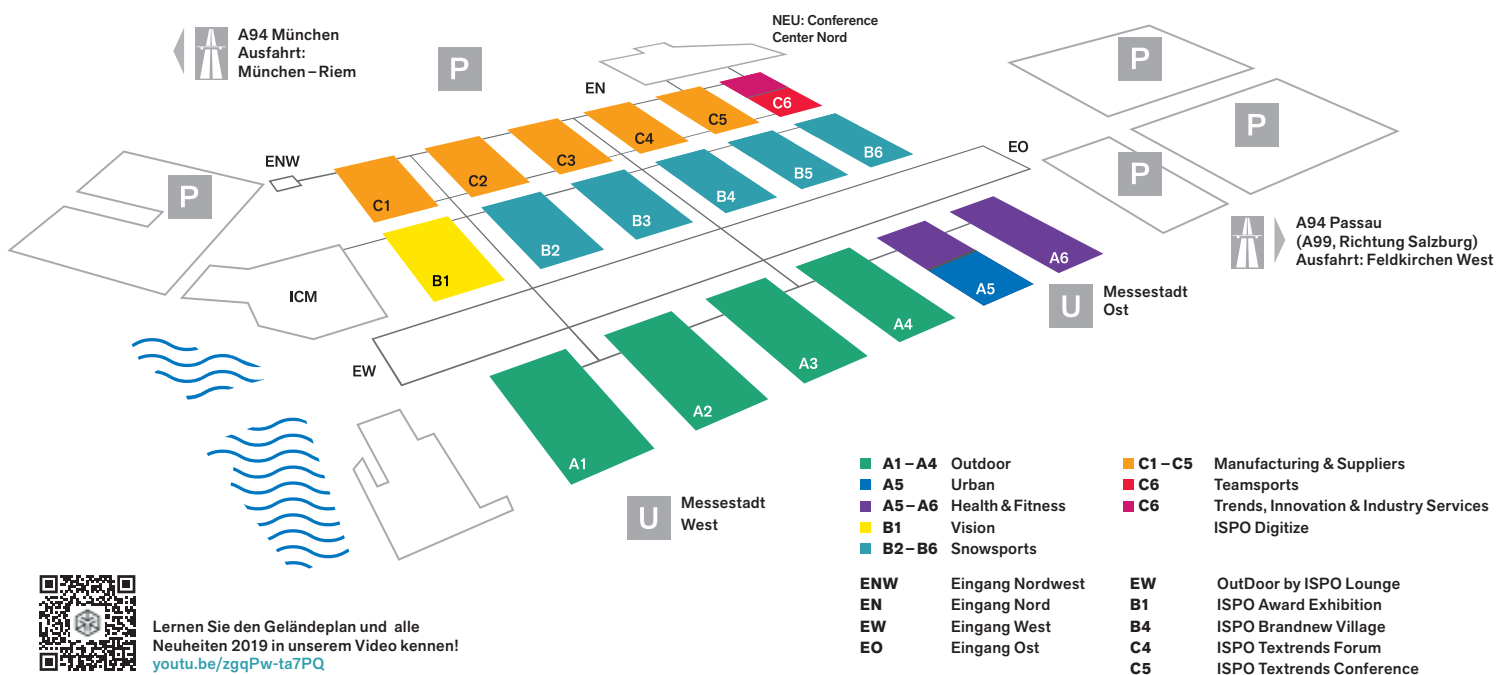 NEU: Conference
Center Nord
A94 München
Ausfahrt:
München – Riem
P
P
P
P
P
EN
C6
C5
C4
C3
C2
C1
ENW
B6
B5
B4
B3
B2
B1
EO
ICM
EW
A6
A5
A4
A3
A2
A1
A94 Passau
(A99, Richtung Salzburg)
Ausfahrt: Feldkirchen West
U
Messestadt
Ost
U
Messestadt
West
A1 – A4 Outdoor
A5 Urban
A5 – A6 Health & Fitness
B1 Vision
B2 – B6 Snowsports
C1 – C5 Manufacturing & Suppliers
C6 Teamsports
C6 Trends, Innovation & Industry Services
ISPO Digitize
ENW Eingang Nordwest
EN Eingang Nord
EW Eingang West
EO Eingang Ost
EW OutDoor by ISPO Lounge
B1 ISPO Award Exhibition
B4 ISPO Brandnew Village
C4 ISPO Textrends Forum
C5 ISPO Textrends Conference
Lernen Sie den Geländeplan und alle
Neuheiten 2019 in unserem Video kennen!
youtu.be/zgqPw-ta7PQ